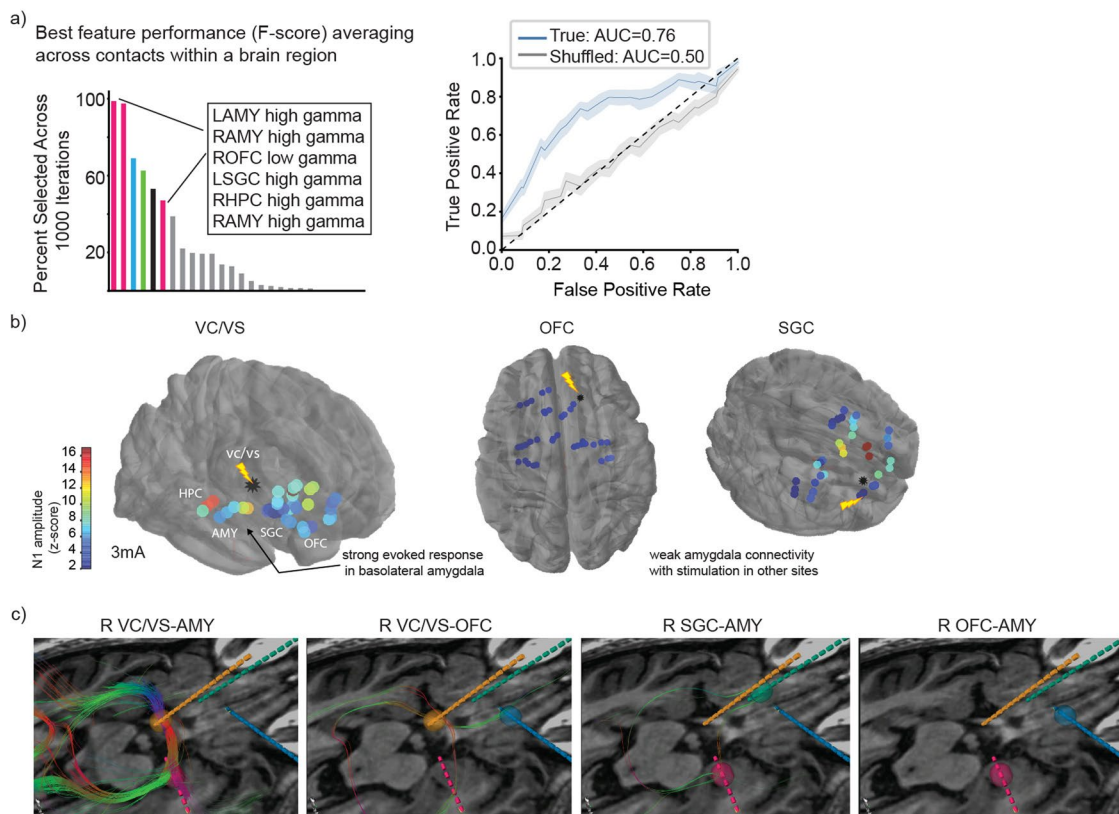 a)
Best feature performance (F-score) averaging
across contacts within a brain region
Percent Selected Across
1000 Iterations
100
60
20
LAMY high gamma
RAMY high gamma
ROFC low gamma
LSGC high gamma
RHPC high gamma
RAMY high gamma
True: AUC=0.76
Shuffled: AUC=0.50
True Positive Rate
1.0
0.8
0.6
0.4
0.2
0.0
0.0 0.2 0.4 0.6 0.8 1.0
False Positive Rate
b)
VC/VS
OFC
SGC
N1 amplitude
(z-score)
16
14
12
10
8
6
4
2
3mA
vc/vs
HPC
AMY
SGC
OFC
strong evoked response
in basolateral amygdala
weak amygdala connectivity
with stimulation in other sites
c)
R VC/VS-AMY
R VC/VS-OFC
R SGC-AMY
R OFC-AMY